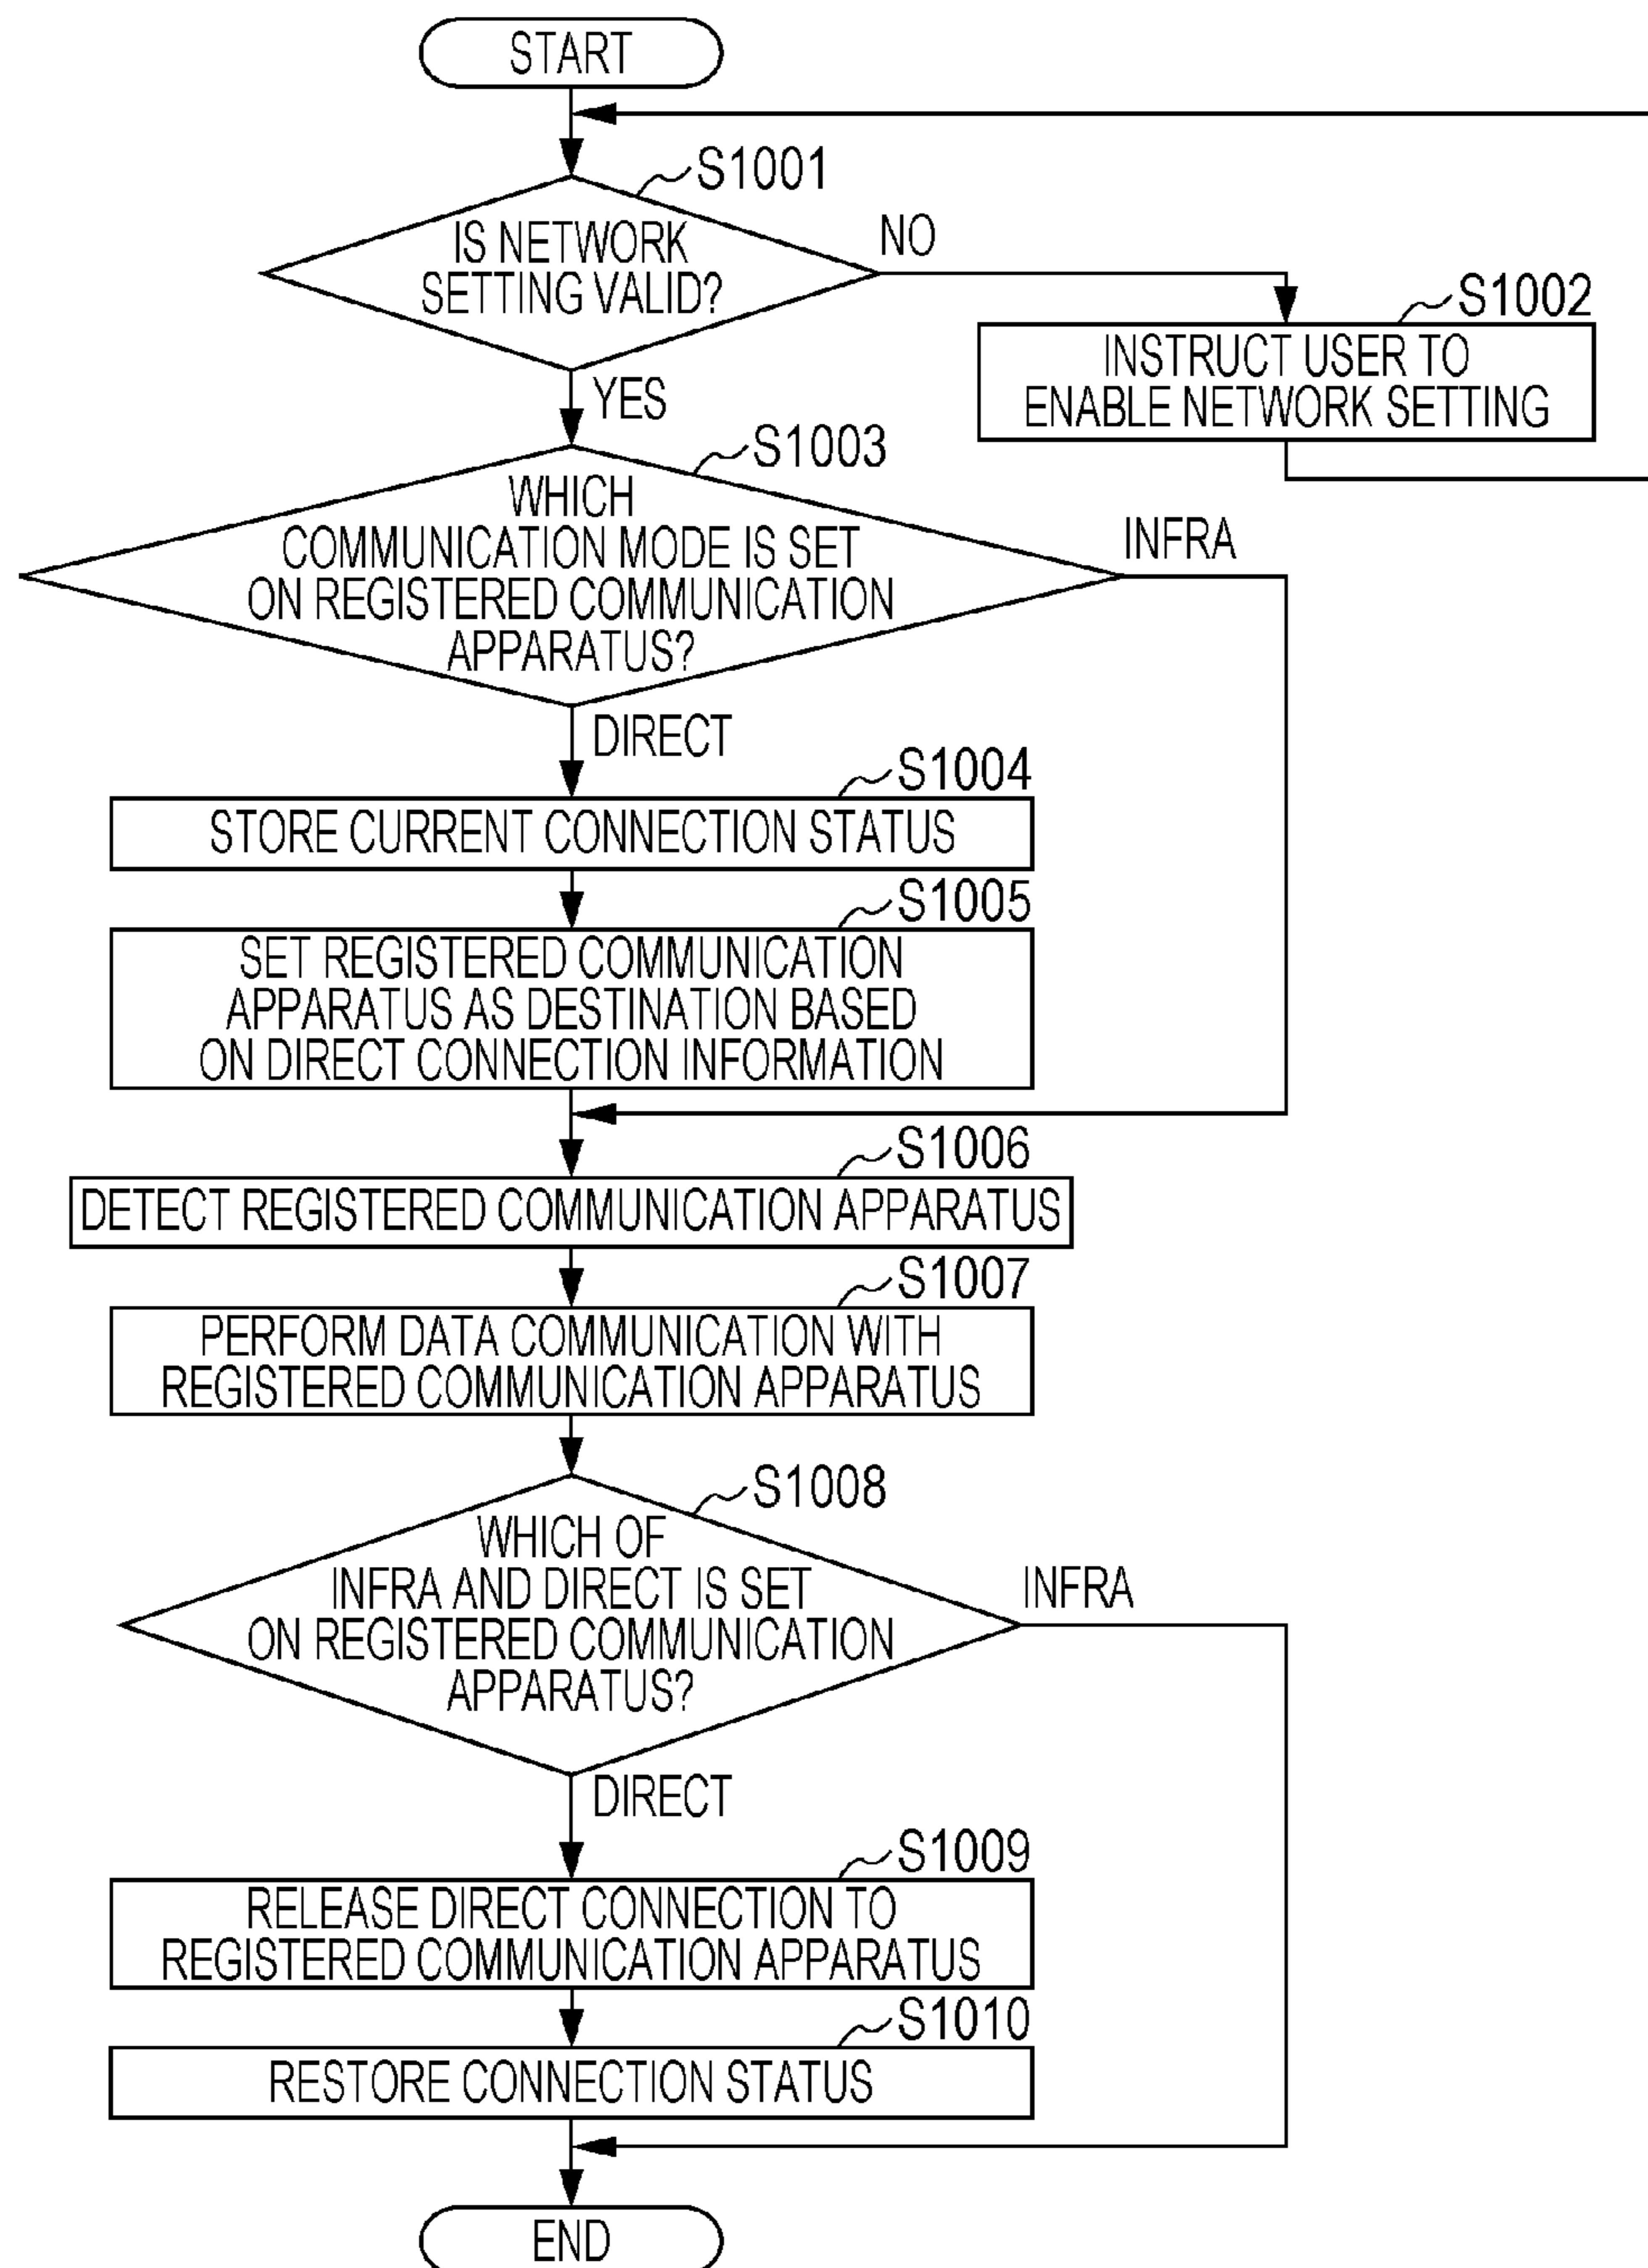 START
S1001
IS NETWORK
SETTING VALID?
NO
S1002
INSTRUCT USER TO
ENABLE NETWORK SETTING
YES
S1003
WHICH
COMMUNICATION MODE IS SET
ON REGISTERED COMMUNICATION
APPARATUS?
INFRA
DIRECT
S1004
STORE CURRENT CONNECTION STATUS
S1005
SET REGISTERED COMMUNICATION
APPARATUS AS DESTINATION BASED
ON DIRECT CONNECTION INFORMATION
S1006
DETECT REGISTERED COMMUNICATION APPARATUS
S1007
PERFORM DATA COMMUNICATION WITH
REGISTERED COMMUNICATION APPARATUS
S1008
WHICH OF
INFRA AND DIRECT IS SET
ON REGISTERED COMMUNICATION
APPARATUS?
INFRA
DIRECT
S1009
RELEASE DIRECT CONNECTION TO
REGISTERED COMMUNICATION APPARATUS
S1010
RESTORE CONNECTION STATUS
END